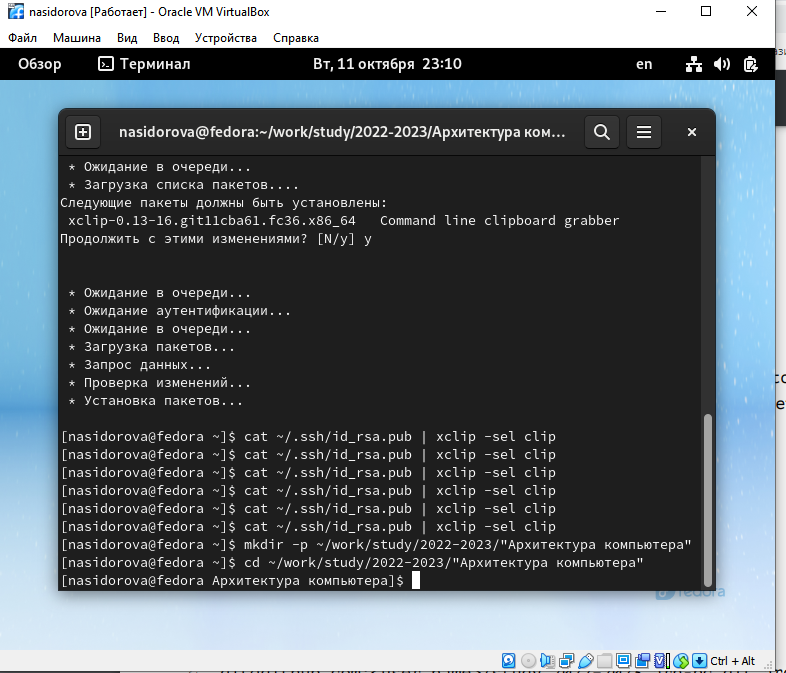 nasidorova [Работает] - Oracle VM VirtualBox
Файл Машина Вид Ввод Устройства Справка
Обзор Терминал Вт, 11 октября 23:10 en
nasidorova@fedora:~/work/study/2022-2023/Архитектура ком...
* Ожидание в очереди...
* Загрузка списка пакетов....
Следующие пакеты должны быть установлены:
xclip-0.13-16.git11cba61.fc36.x86_64 Command line clipboard grabber
Продолжить с этими изменениями? [N/y] y
* Ожидание в очереди...
* Ожидание аутентификации...
* Ожидание в очереди...
* Загрузка пакетов...
* Запрос данных...
* Проверка изменений...
* Установка пакетов...
[nasidorova@fedora ~]$ cat ~/.ssh/id_rsa.pub | xclip -sel clip
[nasidorova@fedora ~]$ cat ~/.ssh/id_rsa.pub | xclip -sel clip
[nasidorova@fedora ~]$ cat ~/.ssh/id_rsa.pub | xclip -sel clip
[nasidorova@fedora ~]$ cat ~/.ssh/id_rsa.pub | xclip -sel clip
[nasidorova@fedora ~]$ cat ~/.ssh/id_rsa.pub | xclip -sel clip
[nasidorova@fedora ~]$ cat ~/.ssh/id_rsa.pub | xclip -sel clip
[nasidorova@fedora ~]$ mkdir -p ~/work/study/2022-2023/"Архитектура компьютера"
[nasidorova@fedora ~]$ cd ~/work/study/2022-2023/"Архитектура компьютера"
[nasidorova@fedora Архитектура компьютера]$
fedora
Ctrl + Alt